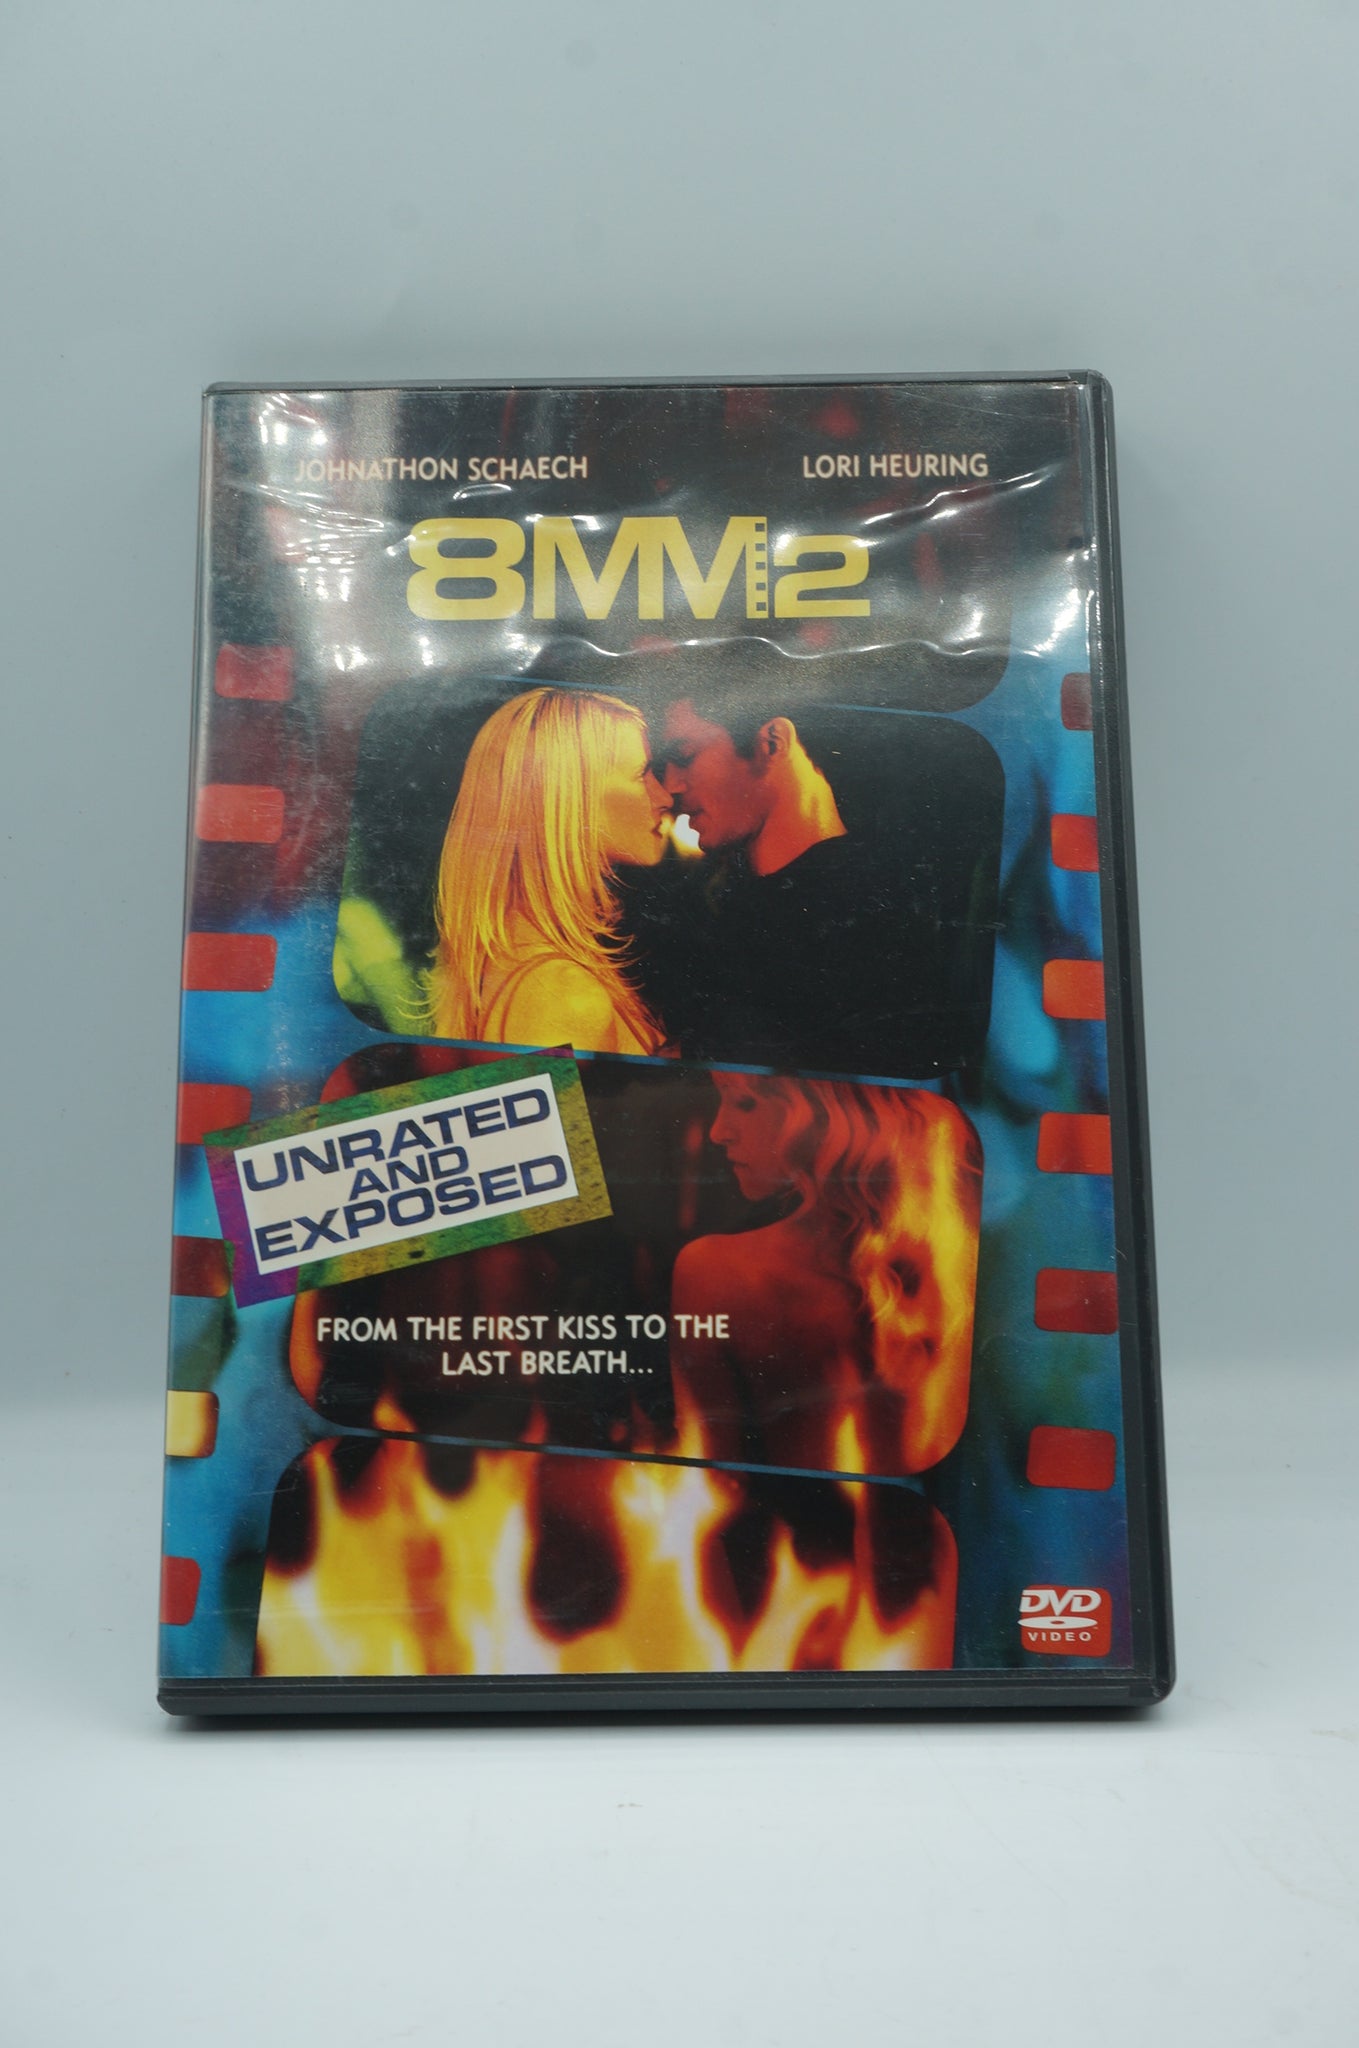 JOHNATHON SCHAECH
LORI HEURING
8MM2
UNRATED
AND
EXPOSED
FROM THE FIRST KISS TO THE
LAST BREATH...
DVD
VIDEO